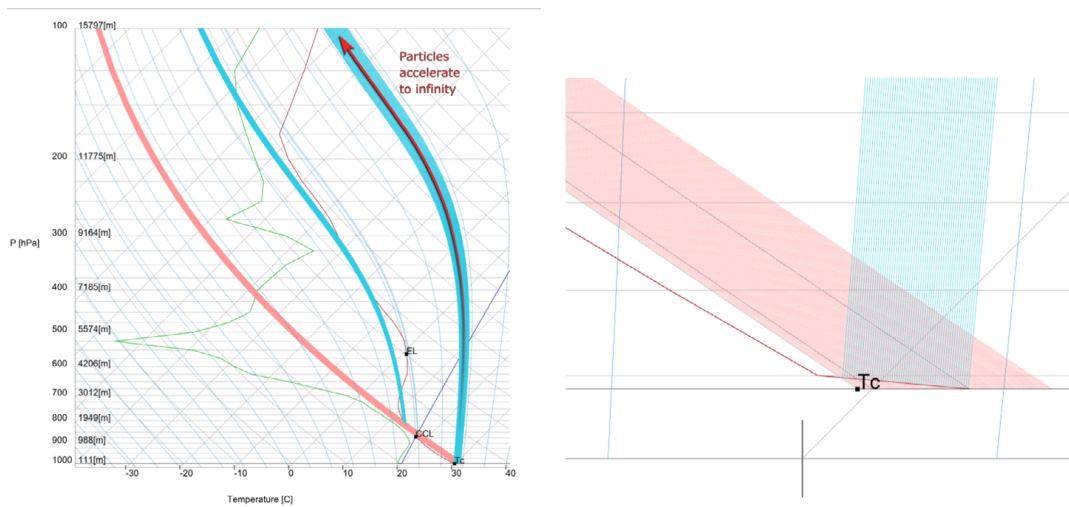 100
15797[m]
Particles
accelerate
to infinity
200
11775[m]
P [hPa]
300
9164[m]
400
7185[m]
500
5574[m]
EL
600
4206[m]
700
3012[m]
800
1949[m]
CCL
900
988[m]
1000
111[m]
Tc
-30
-20
-10
0
10
20
30
40
Temperature [C]
Tc